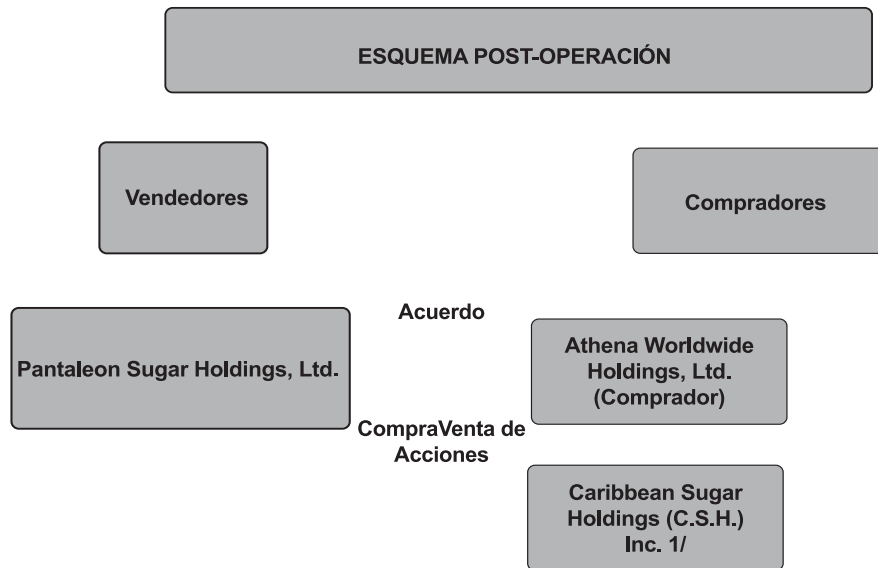 ESQUEMA POST-OPERACIÓN
Vendedores
Compradores
Pantaleon Sugar Holdings, Ltd.
Acuerdo
CompraVenta de
Acciones
Athena Worldwide
Holdings, Ltd.
(Comprador)
Caribbean Sugar
Holdings (C.S.H.)
Inc. 1/